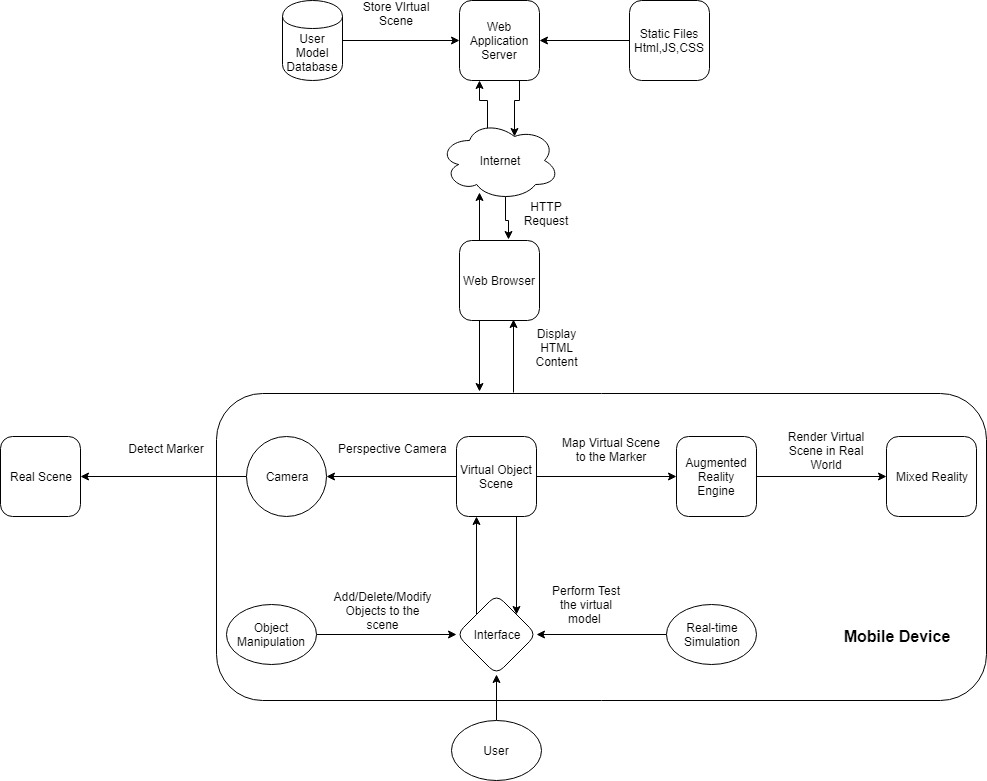 Store VIrtual
Scene
User
Model
Database
Web
Application
Server
Static Files
Html,JS,CSS
Internet
HTTP
Request
Web Browser
Display
HTML
Content
Real Scene
Detect Marker
Camera
Perspective Camera
Virtual Object
Scene
Map Virtual Scene
to the Marker
Augmented
Reality
Engine
Render Virtual
Scene in Real
World
Mixed Reality
Object
Manipulation
Add/Delete/Modify
Objects to the
scene
Interface
Perform Test
the virtual
model
Real-time
Simulation
Mobile Device
User